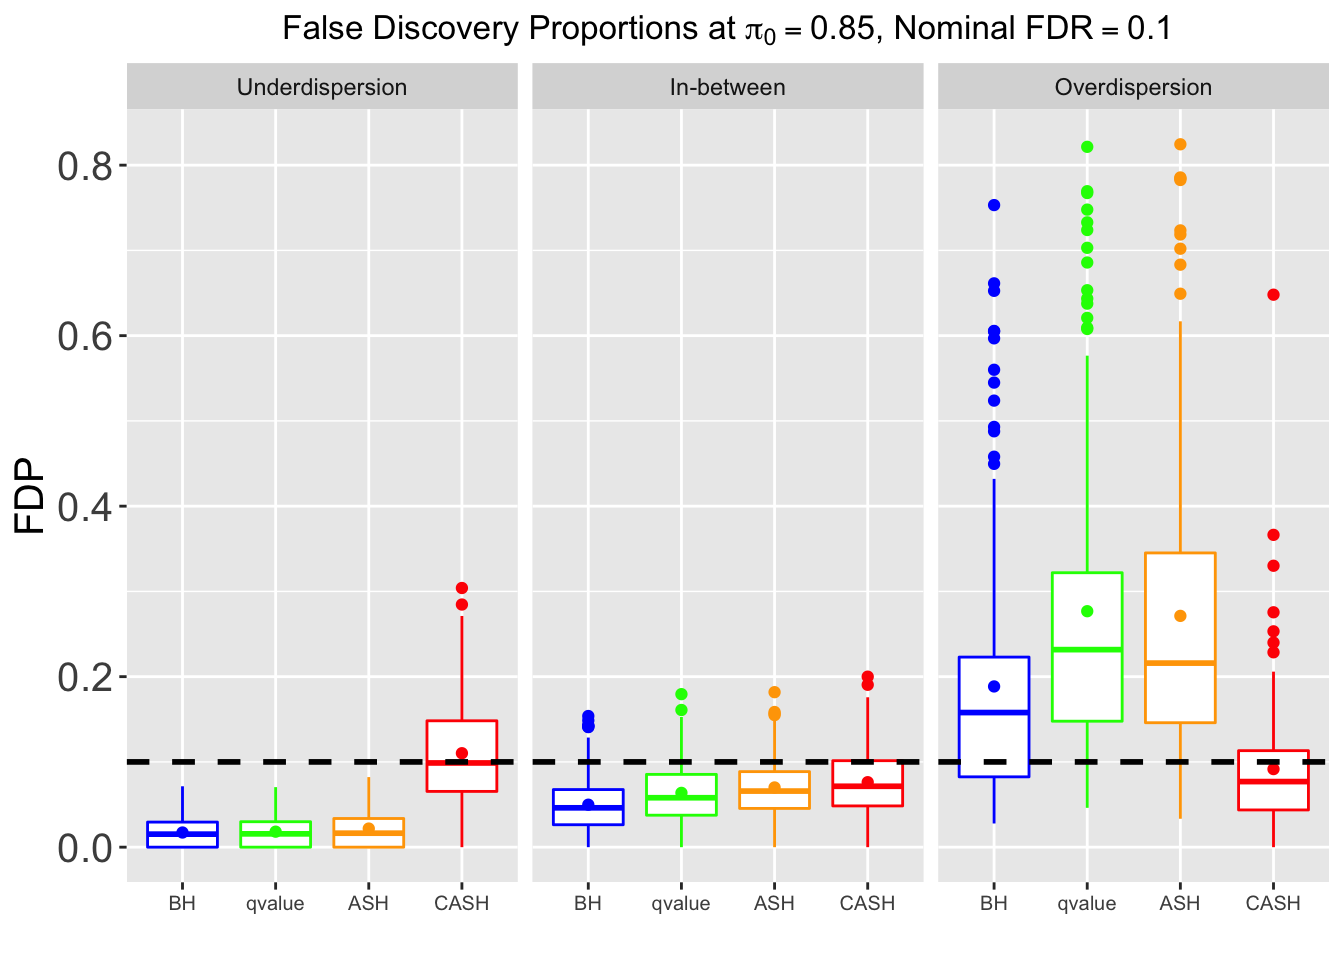 False Discovery Proportions at π₀ = 0.85, Nominal FDR = 0.1
Underdispersion In-between Overdispersion
FDP
0.8
0.6
0.4
0.2
0.0
BH qvalue ASH CASH BH qvalue ASH CASH BH qvalue ASH CASH